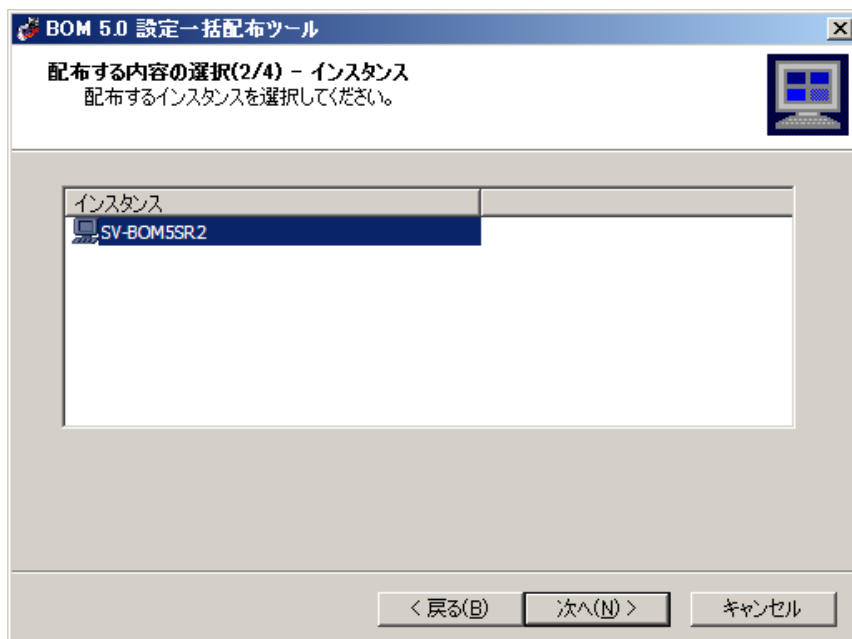 BOM 5.0 設定一括配布ツール
配布する内容の選択(2/4) - インスタンス
配布するインスタンスを選択してください。
インスタンス
SV-BOM5SR2
< 戻る(B)
次へ(N) >
キャンセル